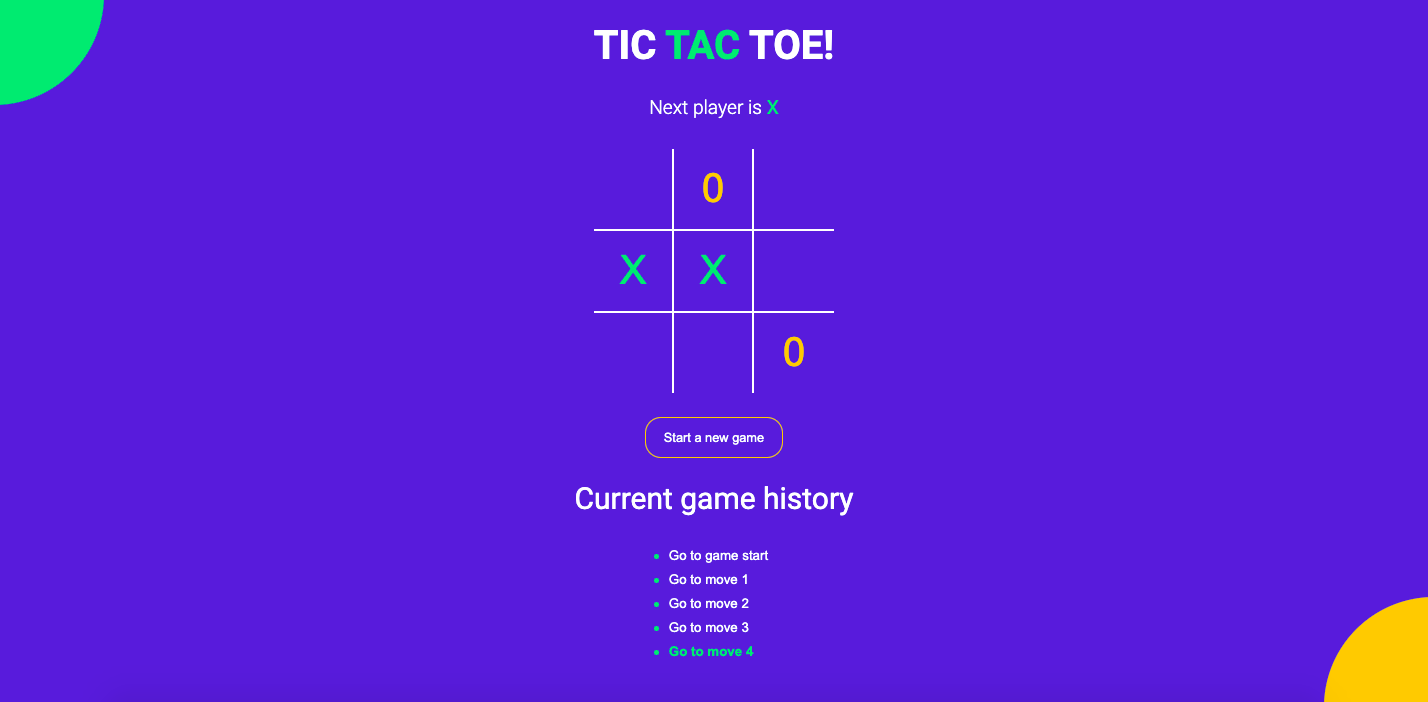 TIC TAC TOE!
Next player is X
0
X X
0
Start a new game
Current game history
Go to game start
Go to move 1
Go to move 2
Go to move 3
Go to move 4